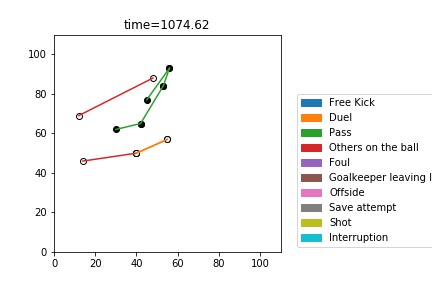 time=1074.62
100
80
60
40
20
0
0 20 40 60 80 100
Free Kick
Duel
Pass
Others on the ball
Foul
Goalkeeper leaving l
Offside
Save attempt
Shot
Interruption